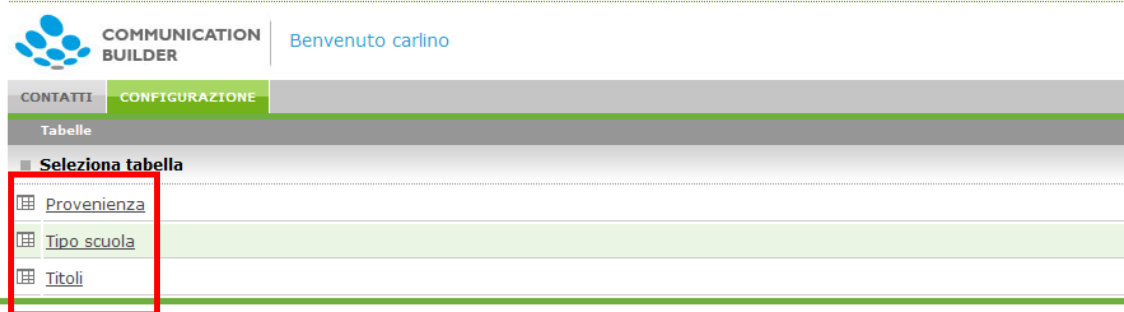 COMMUNICATION
BUILDER
Benvenuto carlino
CONTATTI CONFIGURAZIONE
Tabelle
Seleziona tabella
Provenienza
Tipo scuola
Titoli